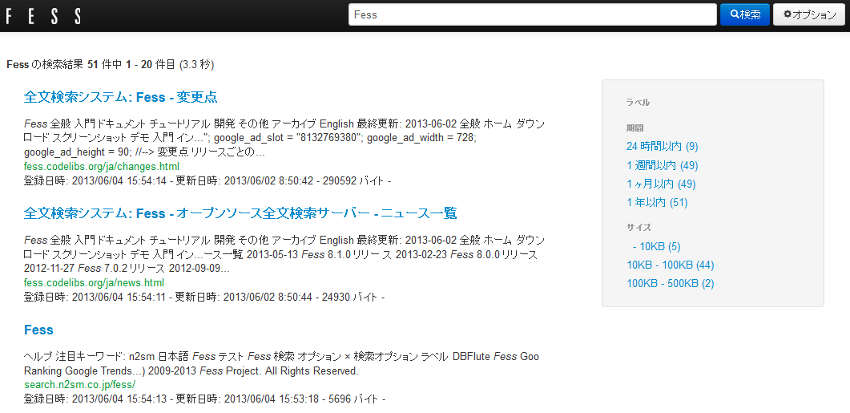 FESS
Fess
検索
オプション
Fess の検索結果 51 件中 1 - 20 件目 (3.3 秒)
全文検索システム: Fess - 変更点
Fess 全般 入門ドキュメント チュートリアル 開発 その他 アーカイブ English 最終更新: 2013-06-02 全般 ホーム ダウン
ロード スクリーンショット デモ 入門 イン..."; google_ad_slot = "8132769380"; google_ad_width = 728;
google_ad_height = 90; //--> 変更点 リリースごとの...
fess.codelibs.org/ja/changes.html
登録日時: 2013/06/04 15:54:14 - 更新日時: 2013/06/02 8:50:42 - 290592 バイト -
全文検索システム: Fess - オープンソース全文検索サーバー - ニュース一覧
Fess 全般 入門ドキュメント チュートリアル 開発 その他 アーカイブ English 最終更新: 2013-06-02 全般 ホーム ダウン
ロード スクリーンショット デモ 入門 イン...ース一覧 2013-05-13 Fess 8.1.0 リリース 2013-02-23 Fess 8.0.0 リリース
2012-11-27 Fess 7.0.2 リリース 2012-09-09...
fess.codelibs.org/ja/news.html
登録日時: 2013/06/04 15:54:11 - 更新日時: 2013/06/02 8:50:44 - 24930 バイト -
Fess
ヘルプ 注目キーワード: n2sm 日本語 Fess テスト Fess 検索 オプション × 検索オプション ラベル DBFlute Fess Goo
Ranking Google Trends...) 2009-2013 Fess Project. All Rights Reserved.
search.n2sm.co.jp/fess/
登録日時: 2013/06/04 15:54:13 - 更新日時: 2013/06/04 15:53:18 - 5696 バイト -
ラベル
期間
24 時間以内 (9)
1 週間以内 (49)
1 ヶ月以内 (49)
1 年以内 (51)
サイズ
- 10KB (5)
10KB - 100KB (44)
100KB - 500KB (2)